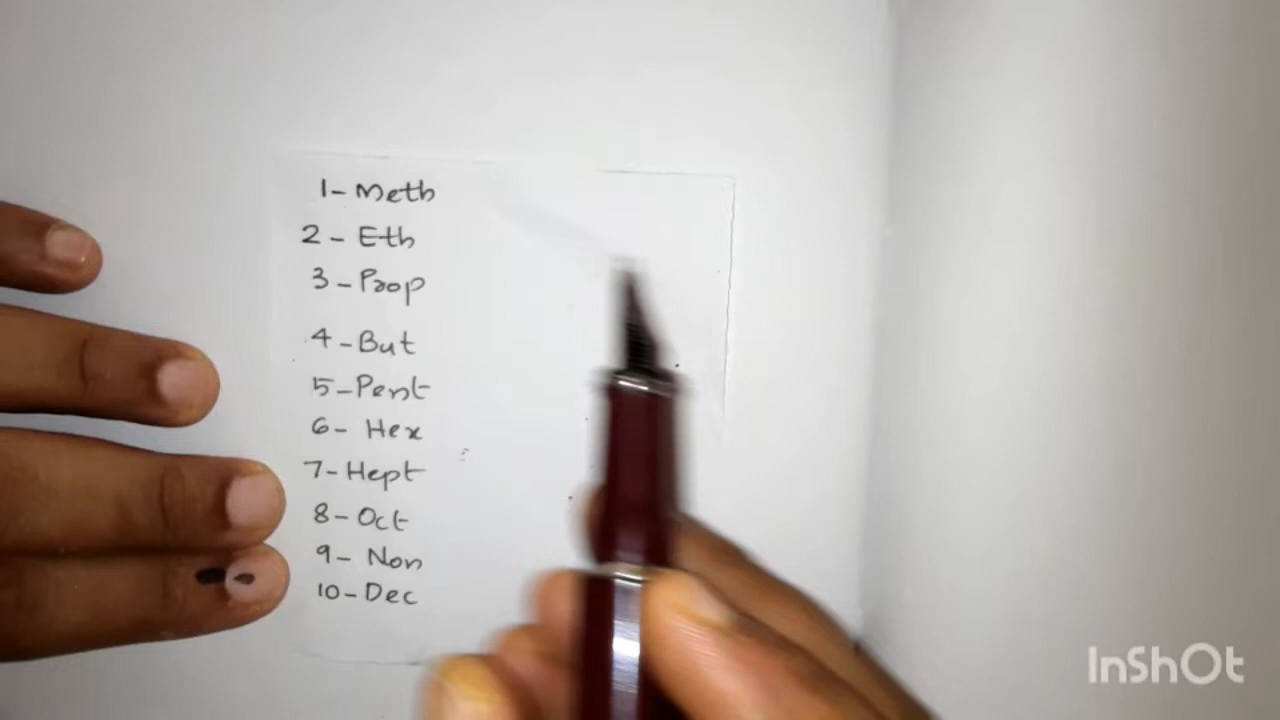 1- Meth
2 - Eth
3 - Prop
4 - But
5 - Pent
6 - Hex
7 - Hept
8 - Oct
9 - Non
10 - Dec
InShOt